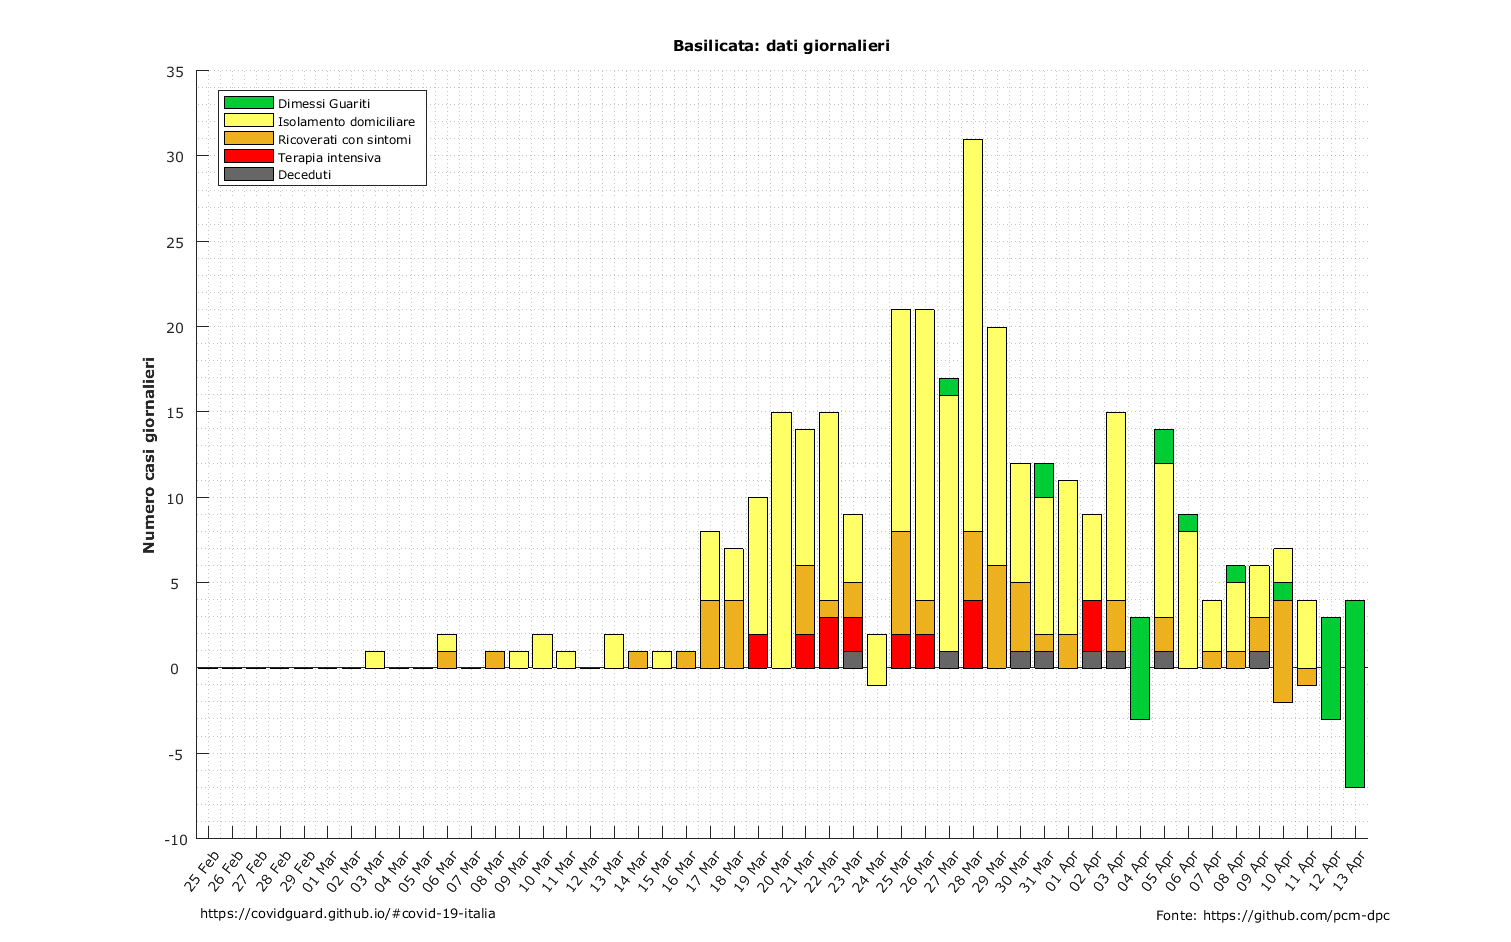 Basilicata: dati giornalieri
Numero casi giornalieri
35
30
25
20
15
10
5
0
-5
-10
Dimessi Guariti
Isolamento domiciliare
Ricoverati con sintomi
Terapia intensiva
Deceduti
25 Feb
26 Feb
27 Feb
28 Feb
29 Feb
01 Mar
02 Mar
03 Mar
04 Mar
05 Mar
06 Mar
07 Mar
08 Mar
09 Mar
10 Mar
11 Mar
12 Mar
13 Mar
14 Mar
15 Mar
16 Mar
17 Mar
18 Mar
19 Mar
20 Mar
21 Mar
22 Mar
23 Mar
24 Mar
25 Mar
26 Mar
27 Mar
28 Mar
29 Mar
30 Mar
31 Mar
01 Apr
02 Apr
03 Apr
04 Apr
05 Apr
06 Apr
07 Apr
08 Apr
09 Apr
10 Apr
11 Apr
12 Apr
13 Apr
https://covidguard.github.io/#covid-19-italia
Fonte: https://github.com/pcm-dpc